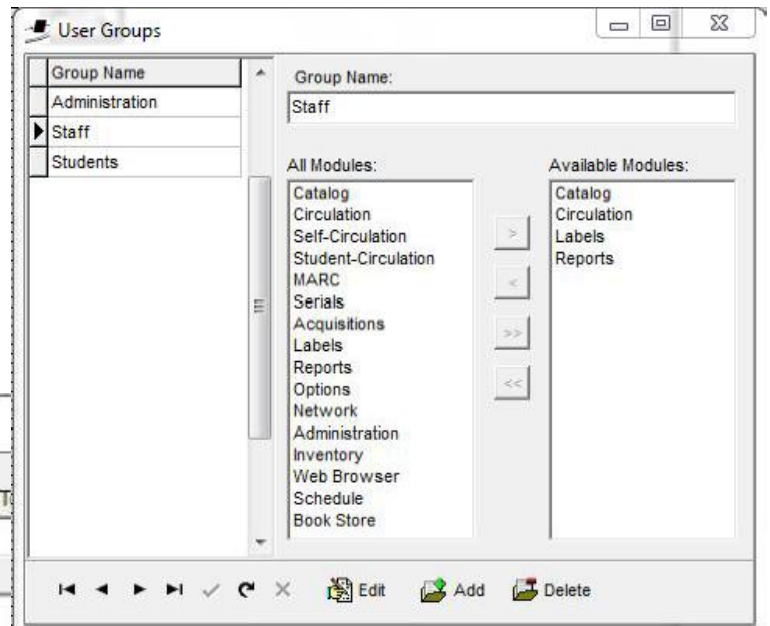 User Groups
Group Name
Administration
Staff
Students
Group Name:
Staff
All Modules:
Catalog
Circulation
Self-Circulation
Student-Circulation
MARC
Serials
Acquisitions
Labels
Reports
Options
Network
Administration
Inventory
Web Browser
Schedule
Book Store
>
<
>>
<<
Available Modules:
Catalog
Circulation
Labels
Reports
Edit Add Delete